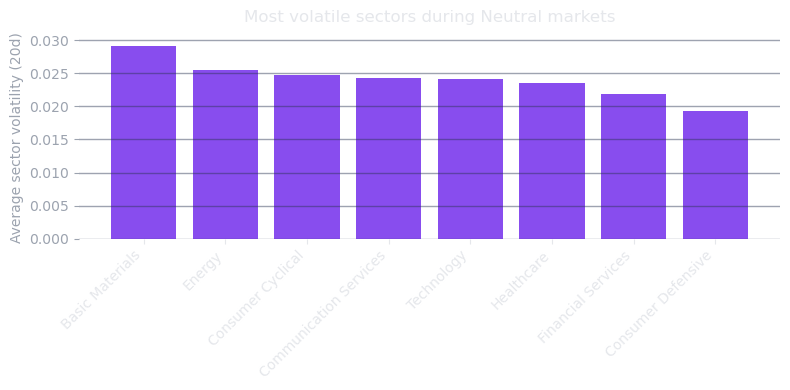 Most volatile sectors during Neutral markets
Average sector volatility (20d)
0.030
0.025
0.020
0.015
0.010
0.005
0.000
Basic Materials
Energy
Consumer Cyclical
Communication Services
Technology
Healthcare
Financial Services
Consumer Defensive